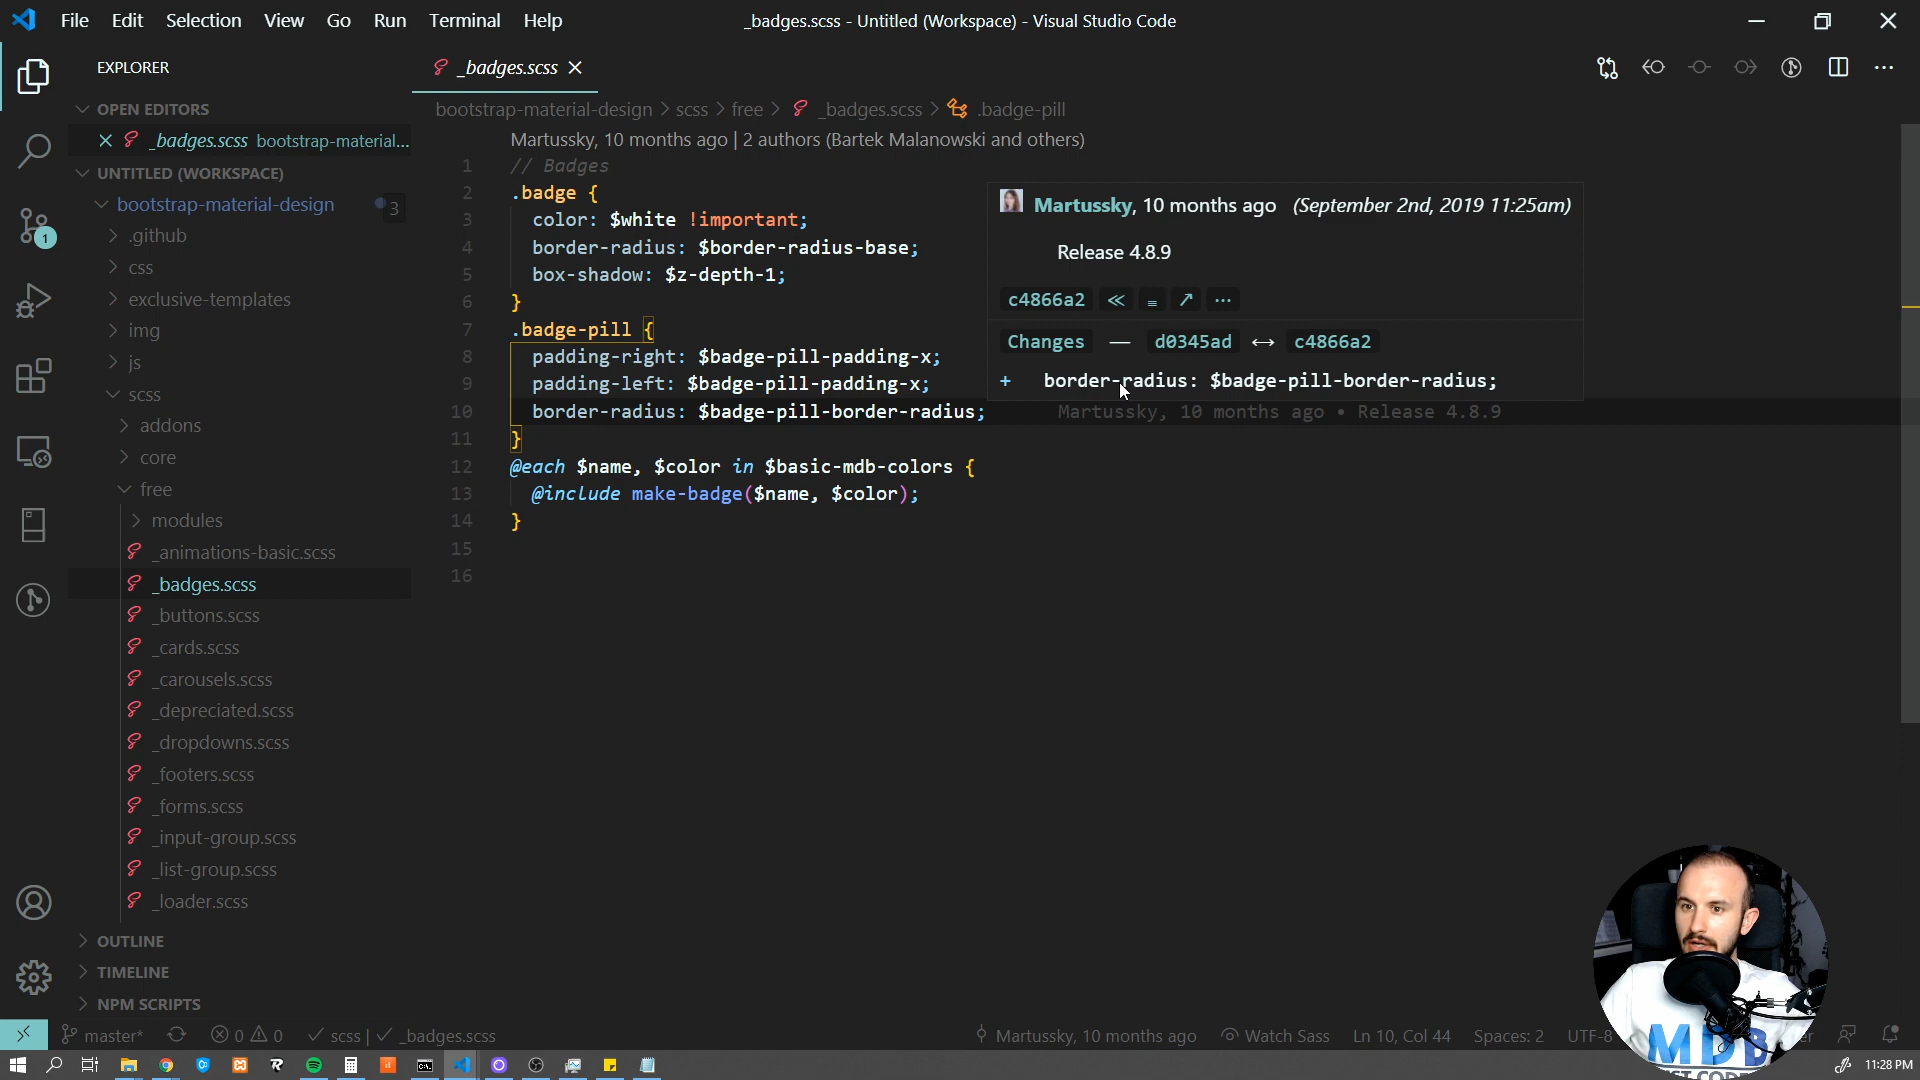 File Edit Selection View Go Run Terminal Help
_badges.scss - Untitled (Workspace) - Visual Studio Code
EXPLORER
_badges.scss
OPEN EDITORS
_badges.scss bootstrap-material...
UNTITLED (WORKSPACE)
bootstrap-material-design 3
.github
css
exclusive-templates
img
js
scss
addons
core
free
modules
_animations-basic.scss
_badges.scss
_buttons.scss
_cards.scss
_carousels.scss
_depreciated.scss
_dropdowns.scss
_footers.scss
_forms.scss
_input-group.scss
_list-group.scss
_loader.scss
OUTLINE
TIMELINE
NPM SCRIPTS
1
bootstrap-material-design > scss > free > _badges.scss > .badge-pill
Martussky, 10 months ago | 2 authors (Bartek Malanowski and others)
1 // Badges
2 .badge {
3 color: $white !important;
4 border-radius: $border-radius-base;
5 box-shadow: $z-depth-1;
6 }
7 .badge-pill {
8 padding-right: $badge-pill-padding-x;
9 padding-left: $badge-pill-padding-x;
10 border-radius: $badge-pill-border-radius; Martussky, 10 months ago • Release 4.8.9
11 }
12 @each $name, $color in $basic-mdb-colors {
13 @include make-badge($name, $color);
14 }
15
16
Martussky, 10 months ago (September 2nd, 2019 11:25am)
Release 4.8.9
c4866a2
Changes — d0345ad ↔ c4866a2
+ border-radius: $badge-pill-border-radius;
master* 0 0 scss | _badges.scss
Martussky, 10 months ago Watch Sass Ln 10, Col 44 Spaces: 2 UTF-8
MDB
11:28 PM